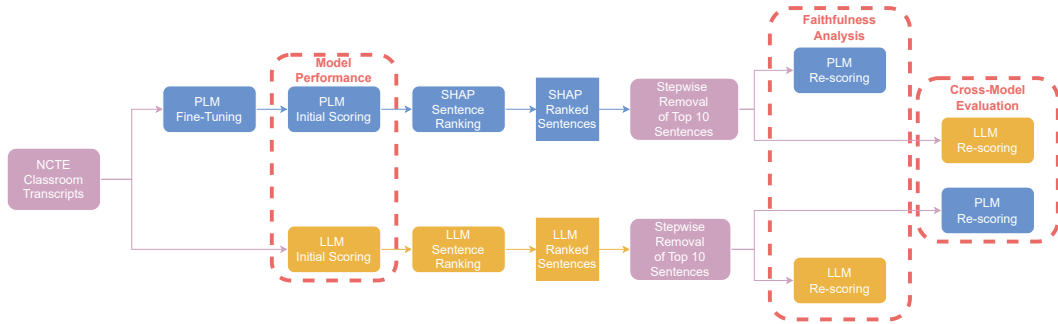 Faithfulness
Analysis
Model
Performance
PLM
Re-scoring
Cross-Model
Evaluation
PLM
Fine-Tuning
PLM
Initial Scoring
SHAP
Sentence
Ranking
SHAP
Ranked
Sentences
Stepwise
Removal
of Top 10
Sentences
LLM
Re-scoring
NCTE
Classroom
Transcripts
PLM
Re-scoring
LLM
Initial Scoring
LLM
Sentence
Ranking
LLM
Ranked
Sentences
Stepwise
Removal
of Top 10
Sentences
LLM
Re-scoring